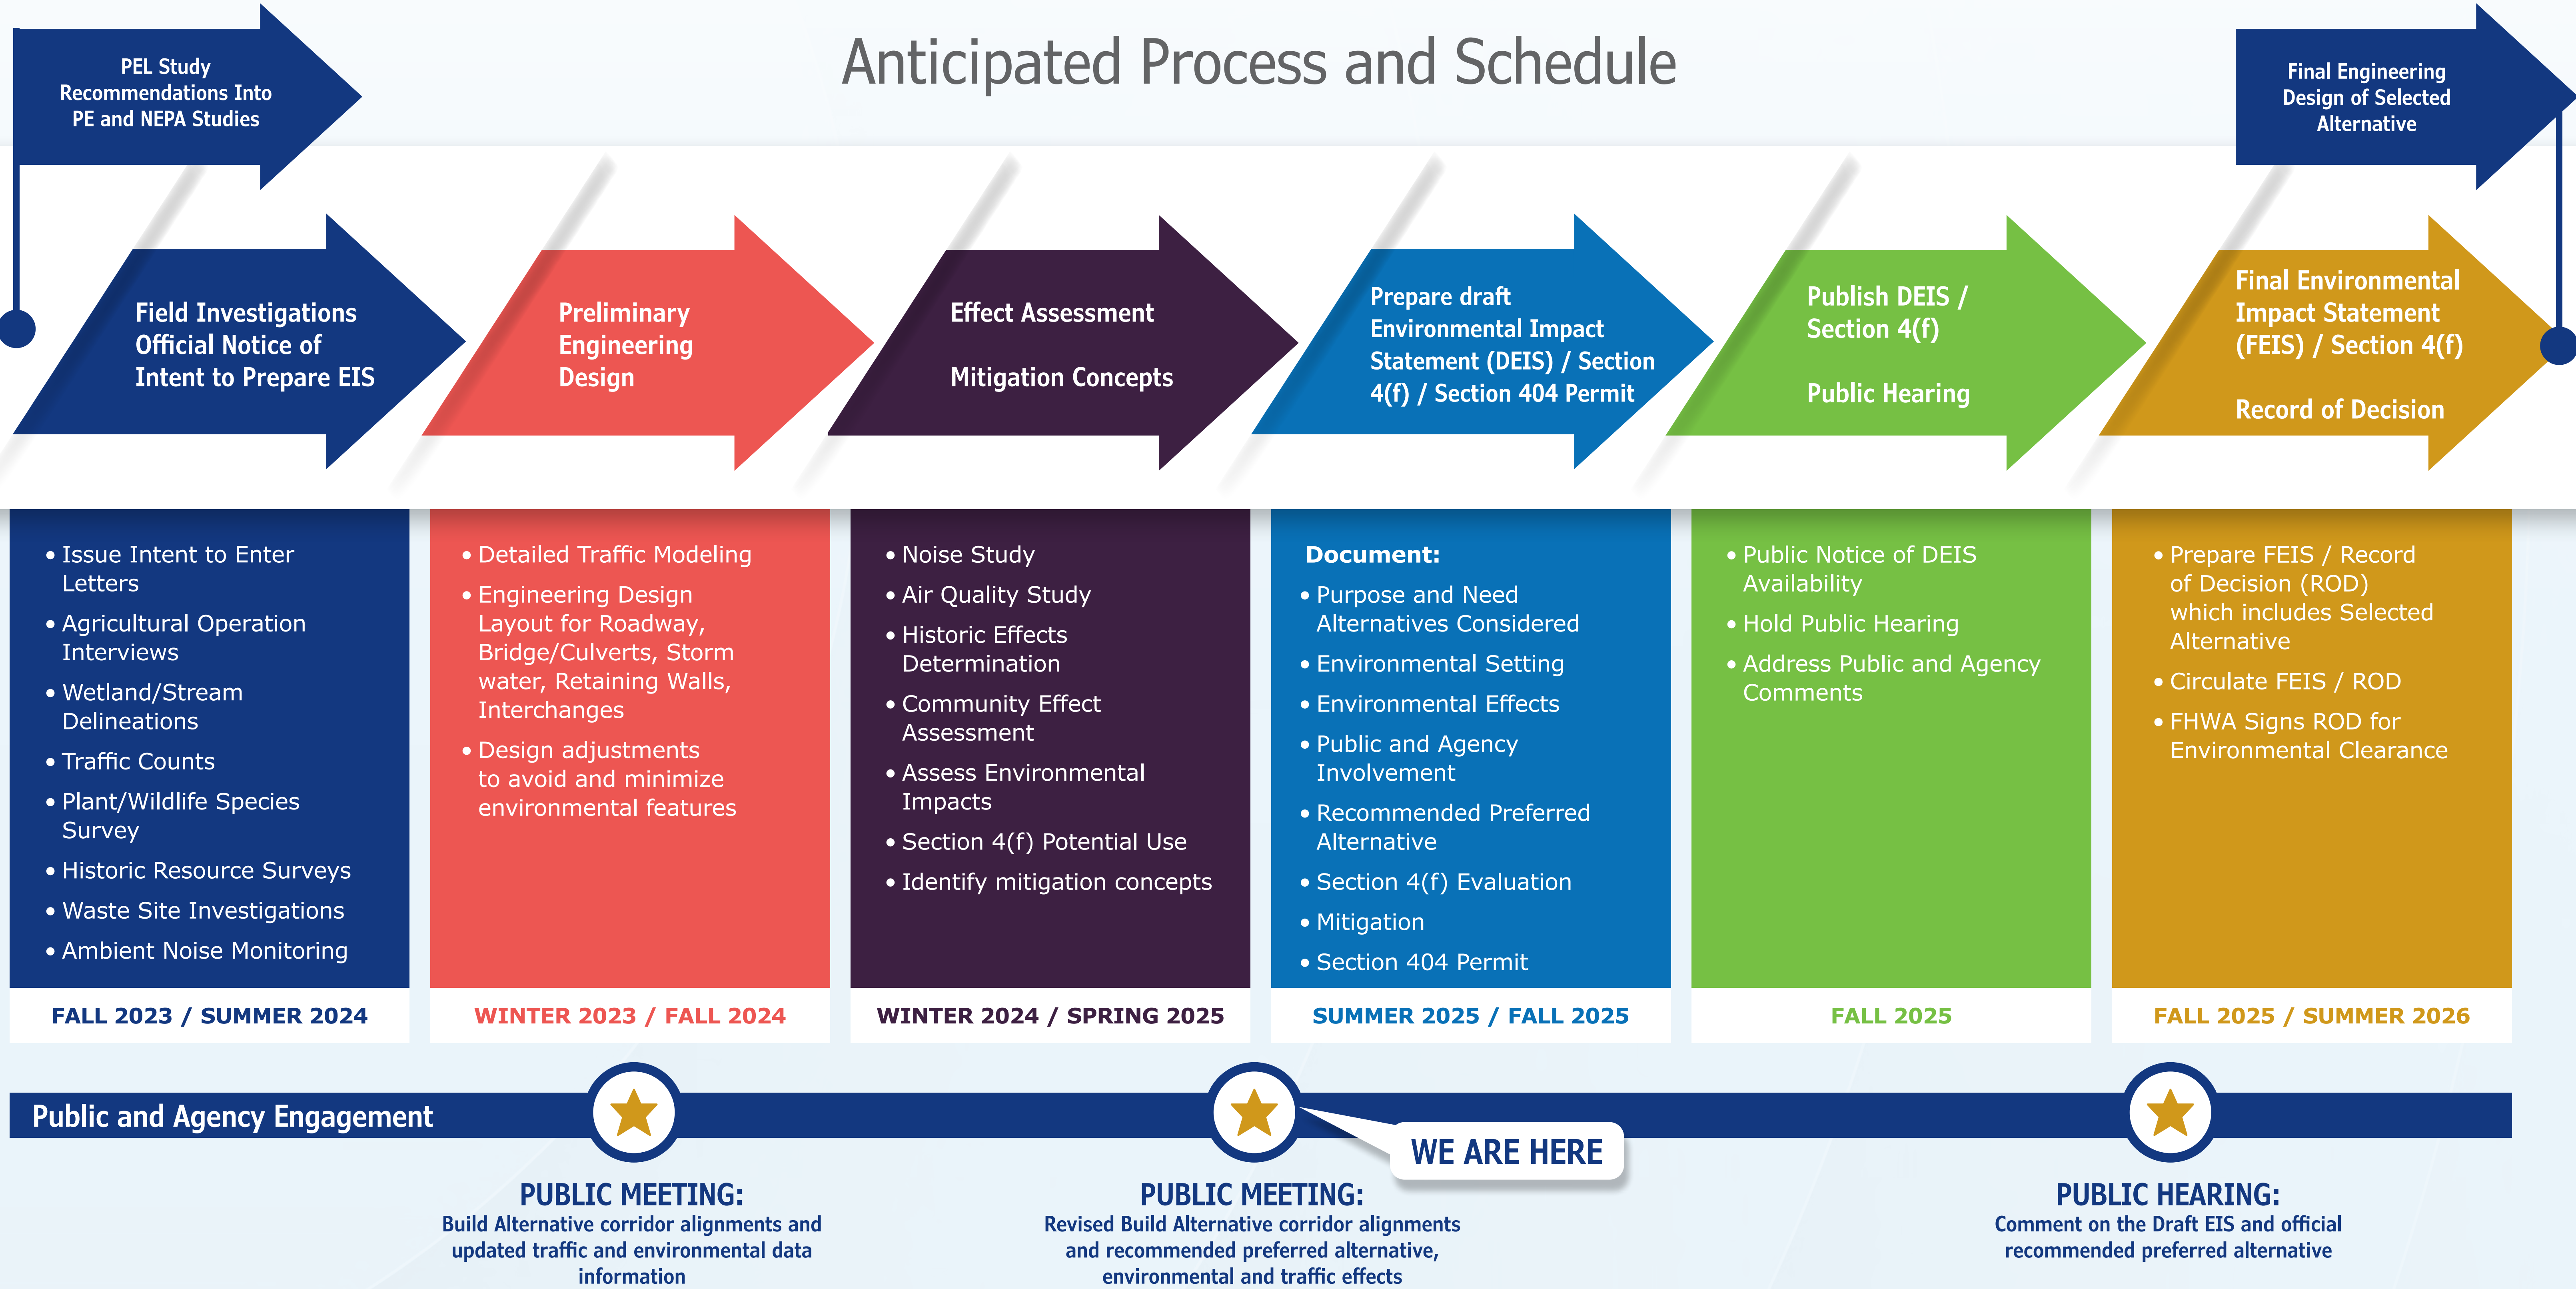 Anticipated Process and Schedule
PEL Study
Recommendations Into
PE and NEPA Studies
Final Engineering
Design of Selected
Alternative
Field Investigations
Official Notice of
Intent to Prepare EIS
Preliminary
Engineering
Design
Effect Assessment
Mitigation Concepts
Prepare draft
Environmental Impact
Statement (DEIS) / Section
4(f) / Section 404 Permit
Publish DEIS /
Section 4(f)
Public Hearing
Final Environmental
Impact Statement
(FEIS) / Section 4(f)
Record of Decision
• Issue Intent to Enter
Letters
• Agricultural Operation
Interviews
• Wetland/Stream
Delineations
• Traffic Counts
• Plant/Wildlife Species
Survey
• Historic Resource Surveys
• Waste Site Investigations
• Ambient Noise Monitoring
FALL 2023 / SUMMER 2024
• Detailed Traffic Modeling
• Engineering Design
Layout for Roadway,
Bridge/Culverts, Storm
water, Retaining Walls,
Interchanges
• Design adjustments
to avoid and minimize
environmental features
WINTER 2023 / FALL 2024
• Noise Study
• Air Quality Study
• Historic Effects
Determination
• Community Effect
Assessment
• Assess Environmental
Impacts
• Section 4(f) Potential Use
• Identify mitigation concepts
WINTER 2024 / SPRING 2025
Document:
• Purpose and Need
Alternatives Considered
• Environmental Setting
• Environmental Effects
• Public and Agency
Involvement
• Recommended Preferred
Alternative
• Section 4(f) Evaluation
• Mitigation
• Section 404 Permit
SUMMER 2025 / FALL 2025
• Public Notice of DEIS
Availability
• Hold Public Hearing
• Address Public and Agency
Comments
FALL 2025
• Prepare FEIS / Record
of Decision (ROD)
which includes Selected
Alternative
• Circulate FEIS / ROD
• FHWA Signs ROD for
Environmental Clearance
FALL 2025 / SUMMER 2026
Public and Agency Engagement
WE ARE HERE
PUBLIC MEETING:
Build Alternative corridor alignments and
updated traffic and environmental data
information
PUBLIC MEETING:
Revised Build Alternative corridor alignments
and recommended preferred alternative,
environmental and traffic effects
PUBLIC HEARING:
Comment on the Draft EIS and official
recommended preferred alternative